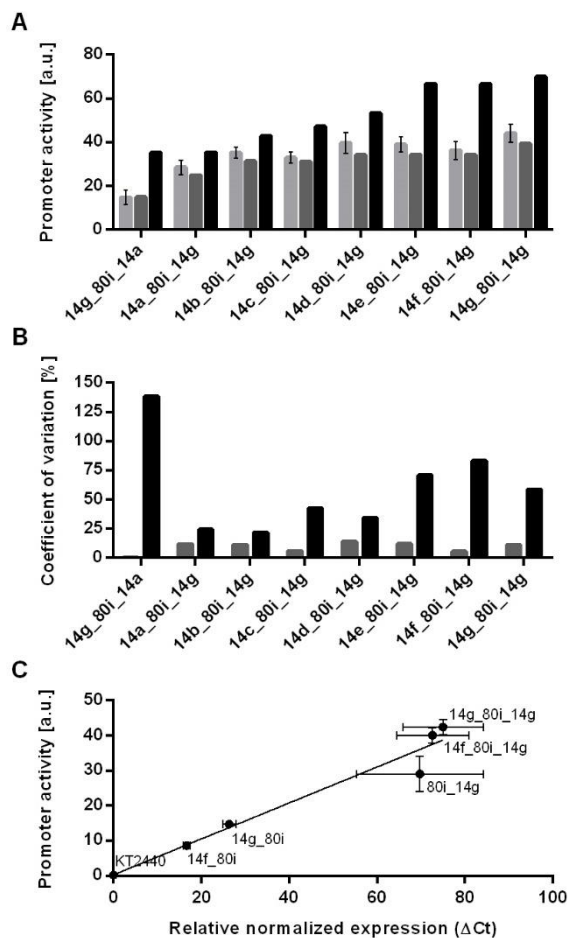 A
Promoter activity [a.u.]
80
60
40
20
0
14g_80i_14a
14a_80i_14g
14b_80i_14g
14c_80i_14g
14d_80i_14g
14e_80i_14g
14f_80i_14g
14g_80i_14g
B
Coefficient of variation [%]
150
125
100
75
50
25
0
14g_80i_14a
14a_80i_14g
14b_80i_14g
14c_80i_14g
14d_80i_14g
14e_80i_14g
14f_80i_14g
14g_80i_14g
C
Promoter activity [a.u.]
50
40
30
20
10
0
14g_80i_14g
14f_80i_14g
80i_14g
14g_80i
KT2440
14f_80i
0
20
40
60
80
100
Relative normalized expression (ΔCt)